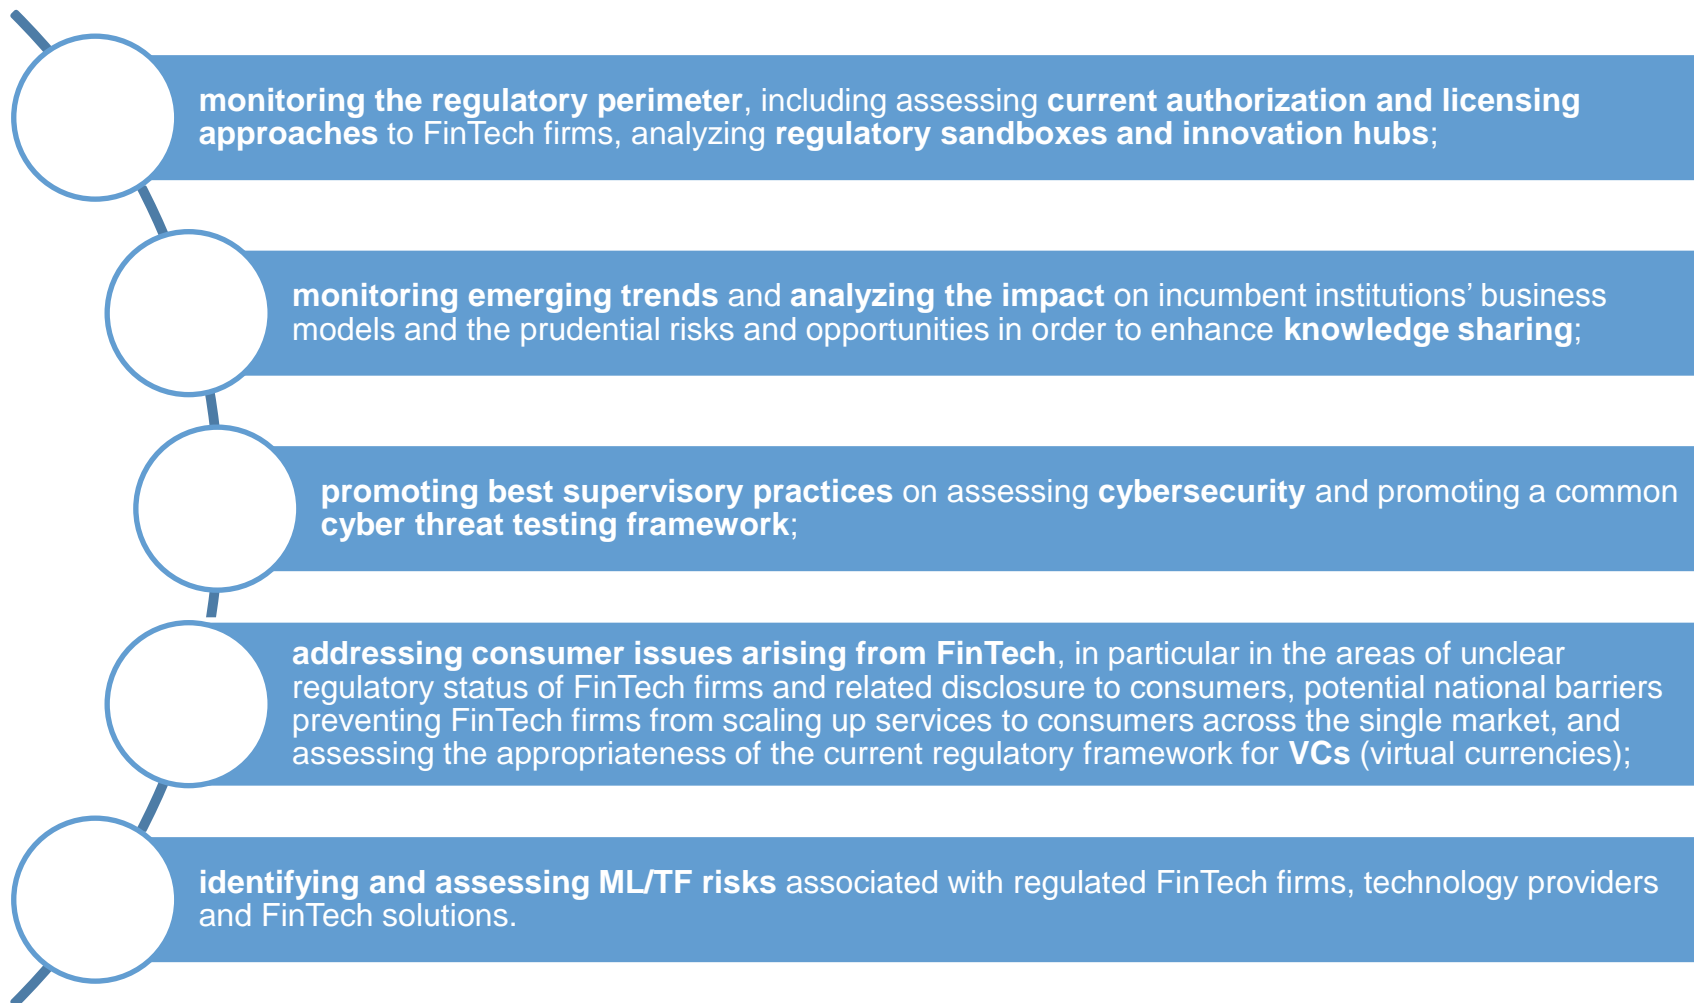 monitoring the regulatory perimeter, including assessing current authorization and licensing
approaches to FinTech firms, analyzing regulatory sandboxes and innovation hubs;
monitoring emerging trends and analyzing the impact on incumbent institutions’ business
models and the prudential risks and opportunities in order to enhance knowledge sharing;
promoting best supervisory practices on assessing cybersecurity and promoting a common
cyber threat testing framework;
addressing consumer issues arising from FinTech, in particular in the areas of unclear
regulatory status of FinTech firms and related disclosure to consumers, potential national barriers
preventing FinTech firms from scaling up services to consumers across the single market, and
assessing the appropriateness of the current regulatory framework for VCs (virtual currencies);
identifying and assessing ML/TF risks associated with regulated FinTech firms, technology providers
and FinTech solutions.